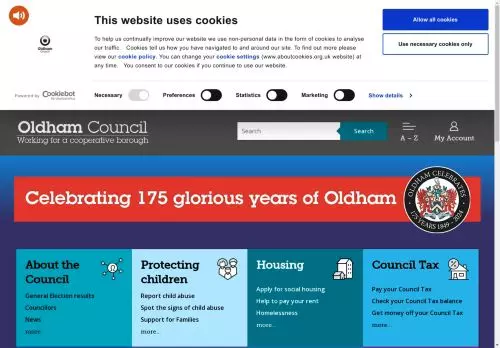 This website uses cookies
To help us continually improve our website we use non-personal data in the form of cookies to analyse
our traffic. Cookies tell us how you have navigated to and around our site. To find out more please
view our cookie policy. You can change your cookie settings (www.aboutcookies.org.uk website) at
any time. You consent to our cookies if you continue to use our website.
Allow all cookies
Use necessary cookies only
Oldham
Powered by Cookiebot
by Usercentrics
Necessary
Preferences
Statistics
Marketing
Show details
Oldham Council
Working for a cooperative borough
Search
Search
A – Z
My Account
Celebrating 175 glorious years of Oldham
OLDHAM CELEBRATES
175 YEARS 1849 – 2024
About the
Council
General Election results
Councillors
News
more
Protecting
children
Report child abuse
Spot the signs of child abuse
Support for Families
more...
Housing
Apply for social housing
Help to pay your rent
Homelessness
more...
Council Tax
Pay your Council Tax
Check your Council Tax balance
Get money off your Council Tax
more...